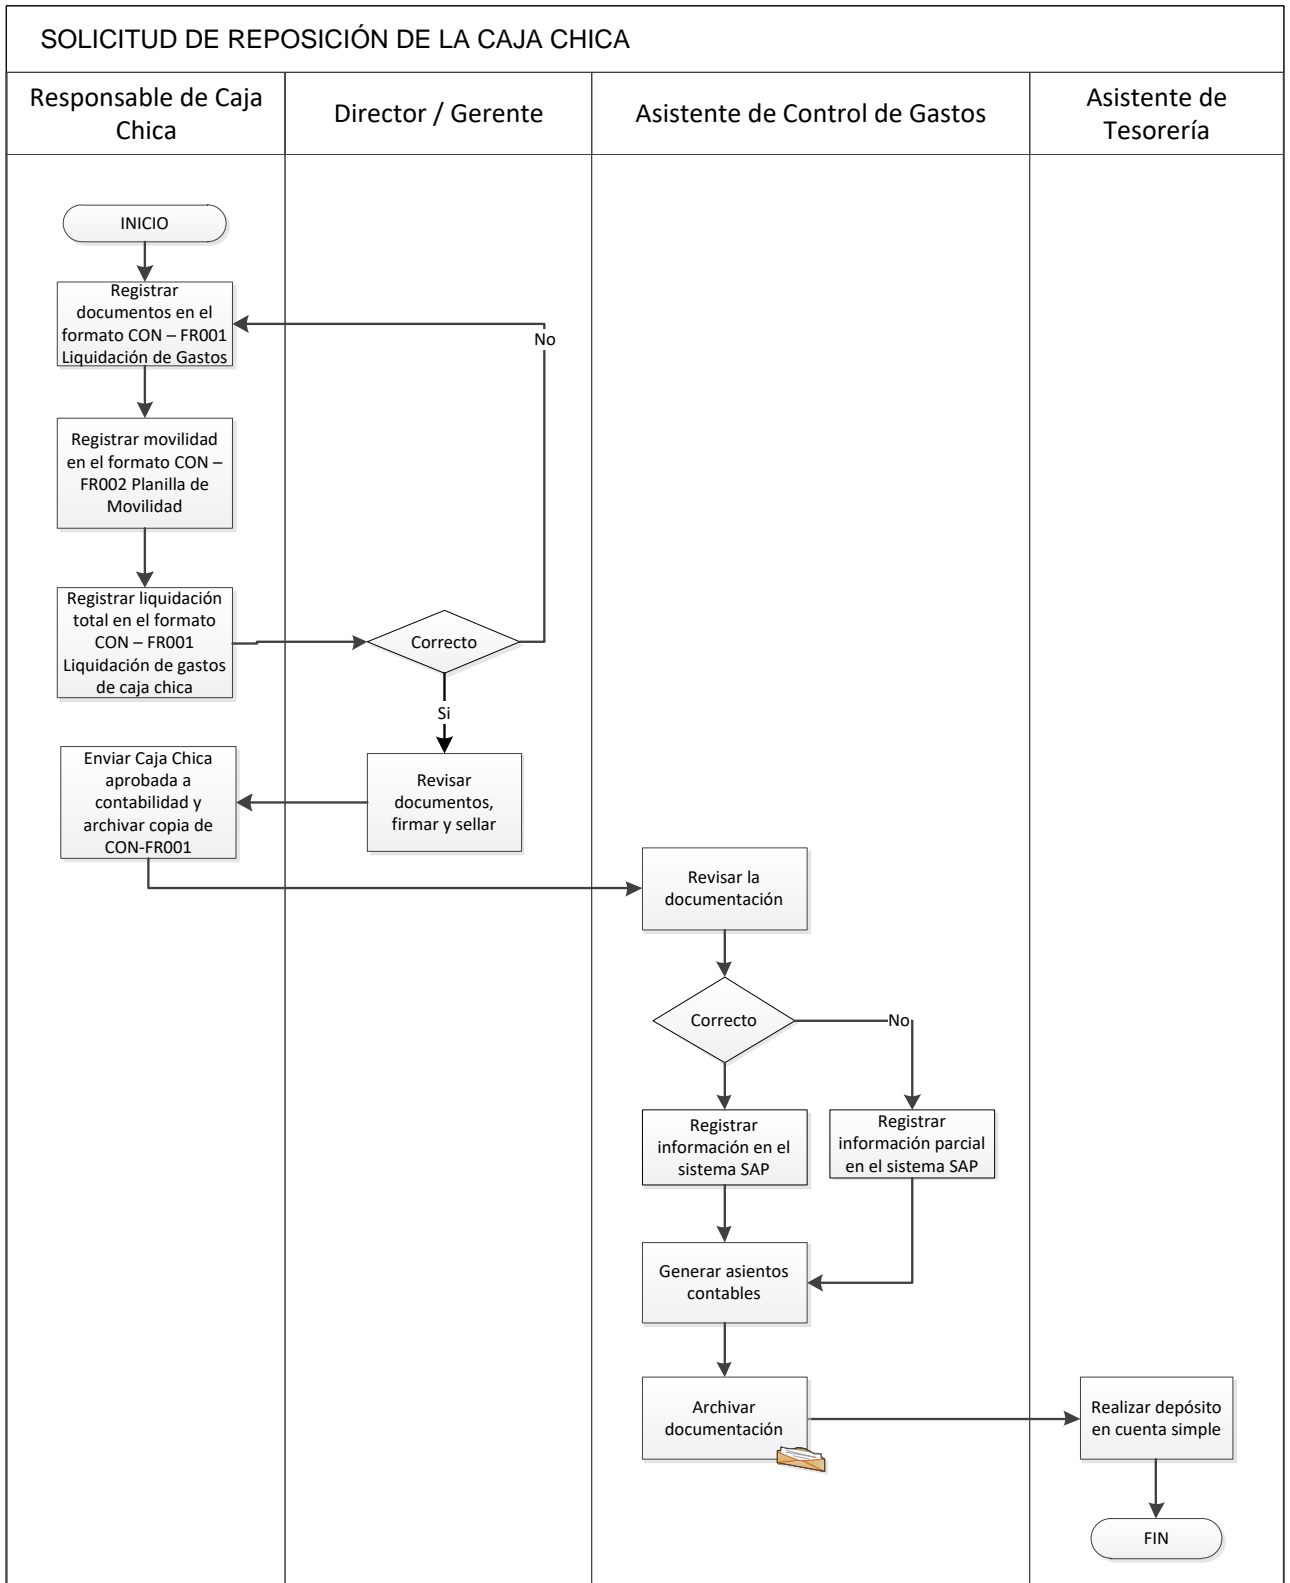 SOLICITUD DE REPOSICIÓN DE LA CAJA CHICA
Responsable de Caja
Chica
Director / Gerente
Asistente de Control de Gastos
Asistente de
Tesorería
INICIO
Registrar
documentos en el
formato CON – FR001
Liquidación de Gastos
No
Registrar movilidad
en el formato CON –
FR002 Planilla de
Movilidad
Registrar liquidación
total en el formato
CON – FR001
Liquidación de gastos
de caja chica
Correcto
Si
Enviar Caja Chica
aprobada a
contabilidad y
archivar copia de
CON-FR001
Revisar
documentos,
firmar y sellar
Revisar la
documentación
Correcto
No
Registrar
información en el
sistema SAP
Registrar
información parcial
en el sistema SAP
Generar asientos
contables
Archivar
documentación
Realizar depósito
en cuenta simple
FIN